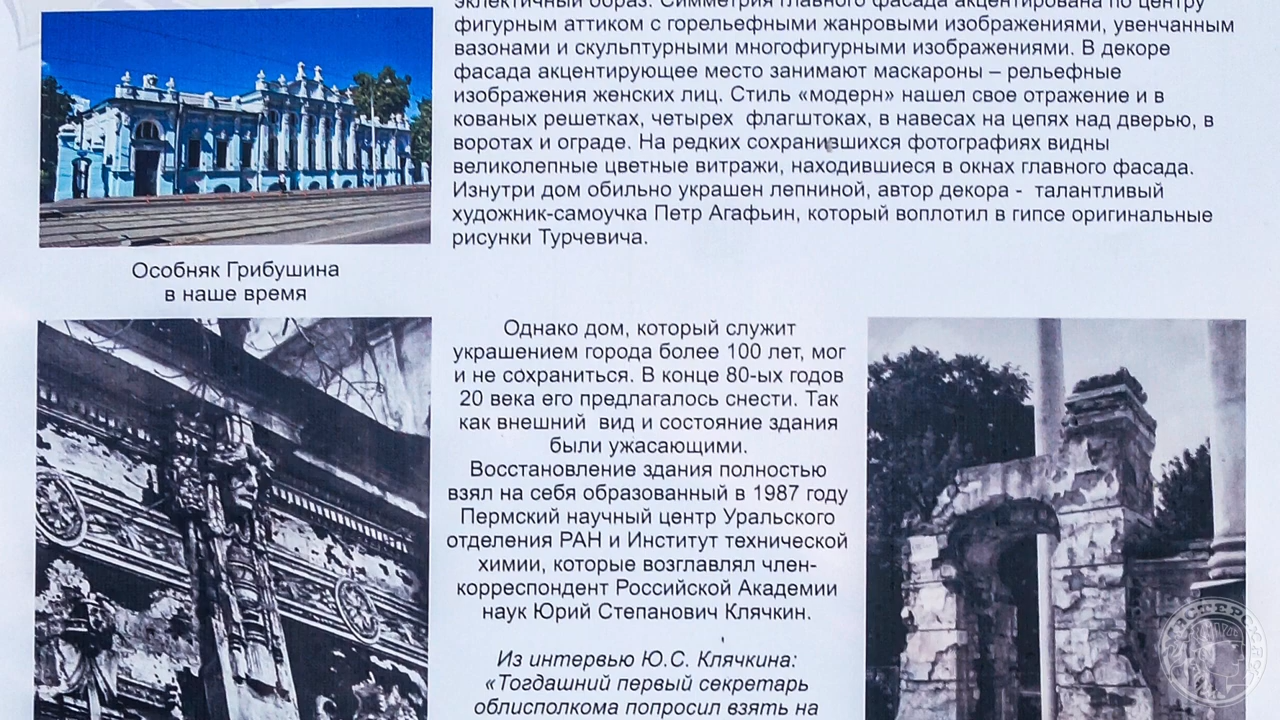 эклектичный образ. Симметрия главного фасада акцентирована по центру
фигурным аттиком с горельефными жанровыми изображениями, увенчанным
вазонами и скульптурными многофигурными изображениями. В декоре
фасада акцентирующее место занимают маскароны – рельефные
изображения женских лиц. Стиль «модерн» нашел свое отражение и в
кованых решетках, четырех флагштоках, в навесах на цепях над дверью, в
воротах и ограде. На редких сохранившихся фотографиях видны
великолепные цветные витражи, находившиеся в окнах главного фасада.
Изнутри дом обильно украшен лепниной, автор декора - талантливый
художник-самоучка Петр Агафьин, который воплотил в гипсе оригинальные
рисунки Турчевича.
Особняк Грибушина
в наше время
Однако дом, который служит
украшением города более 100 лет, мог
и не сохраниться. В конце 80-ых годов
20 века его предлагалось снести. Так
как внешний вид и состояние здания
были ужасающими.
Восстановление здания полностью
взял на себя образованный в 1987 году
Пермский научный центр Уральского
отделения РАН и Институт технической
химии, которые возглавлял член-
корреспондент Российской Академии
наук Юрий Степанович Клячкин.
Из интервью Ю.С. Клячкина:
«Тогдашний первый секретарь
облисполкома попросил взять на